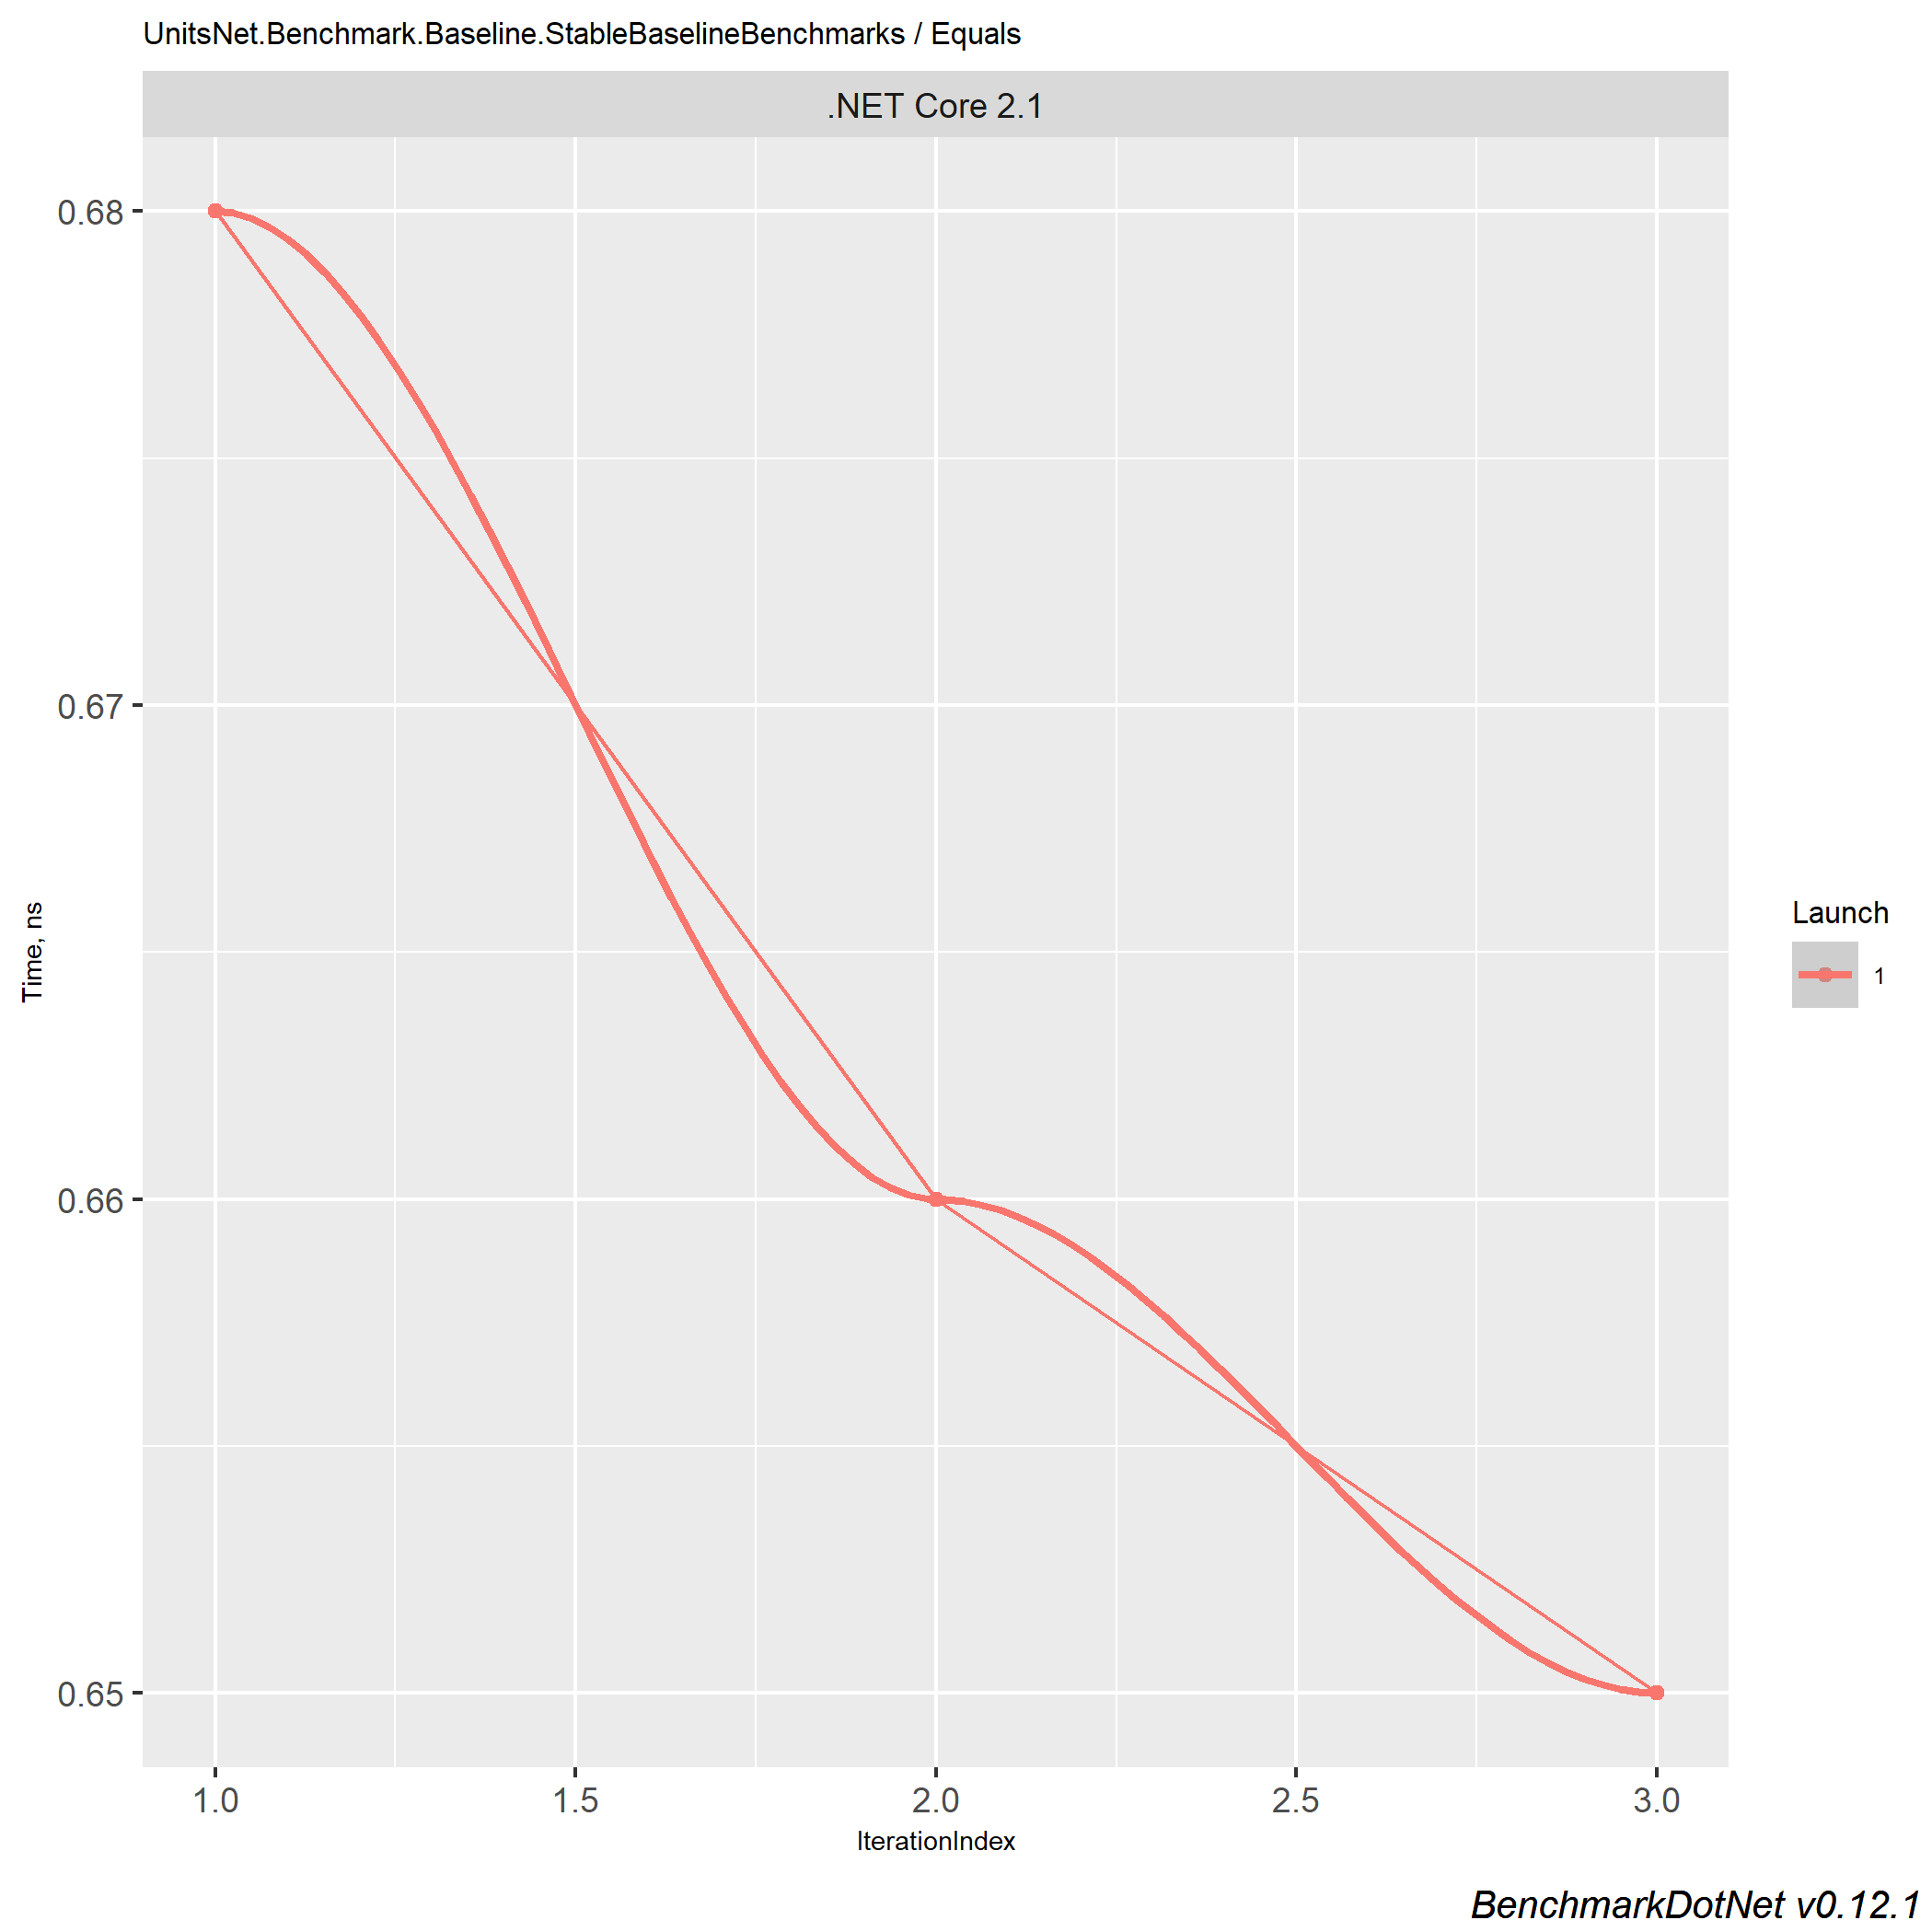 UnitsNet.Benchmark.Baseline.StableBaselineBenchmarks / Equals
.NET Core 2.1
0.68
0.67
0.66
0.65
Time, ns
1.0 1.5 2.0 2.5 3.0
IterationIndex
Launch
1
BenchmarkDotNet v0.12.1